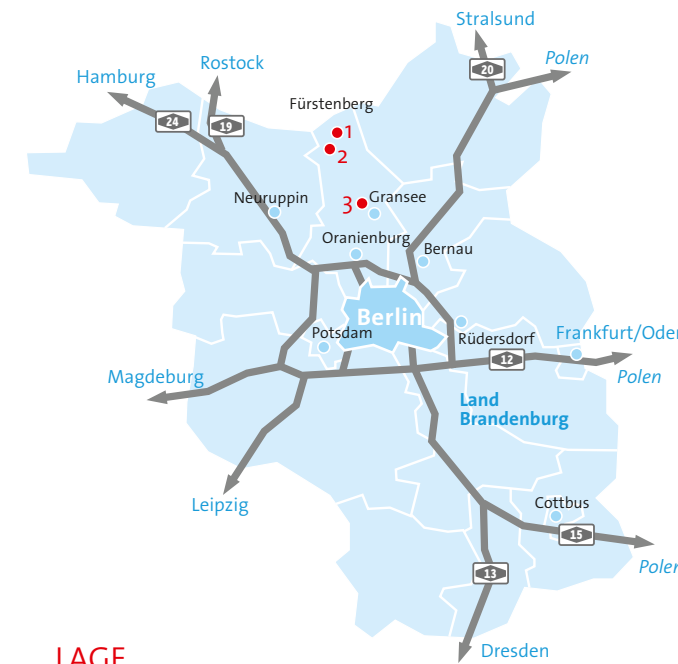 Stralsund
Polen
20
Rostock
Hamburg
24
19
Fürstenberg
1
2
Neuruppin
3
Gransee
Oranienburg
Bernau
Berlin
Potsdam
Rüdersdorf
Frankfurt/Oder
12
Magdeburg
Polen
Land
Brandenburg
Leipzig
Cottbus
15
Polen
13
Dresden
LAGE